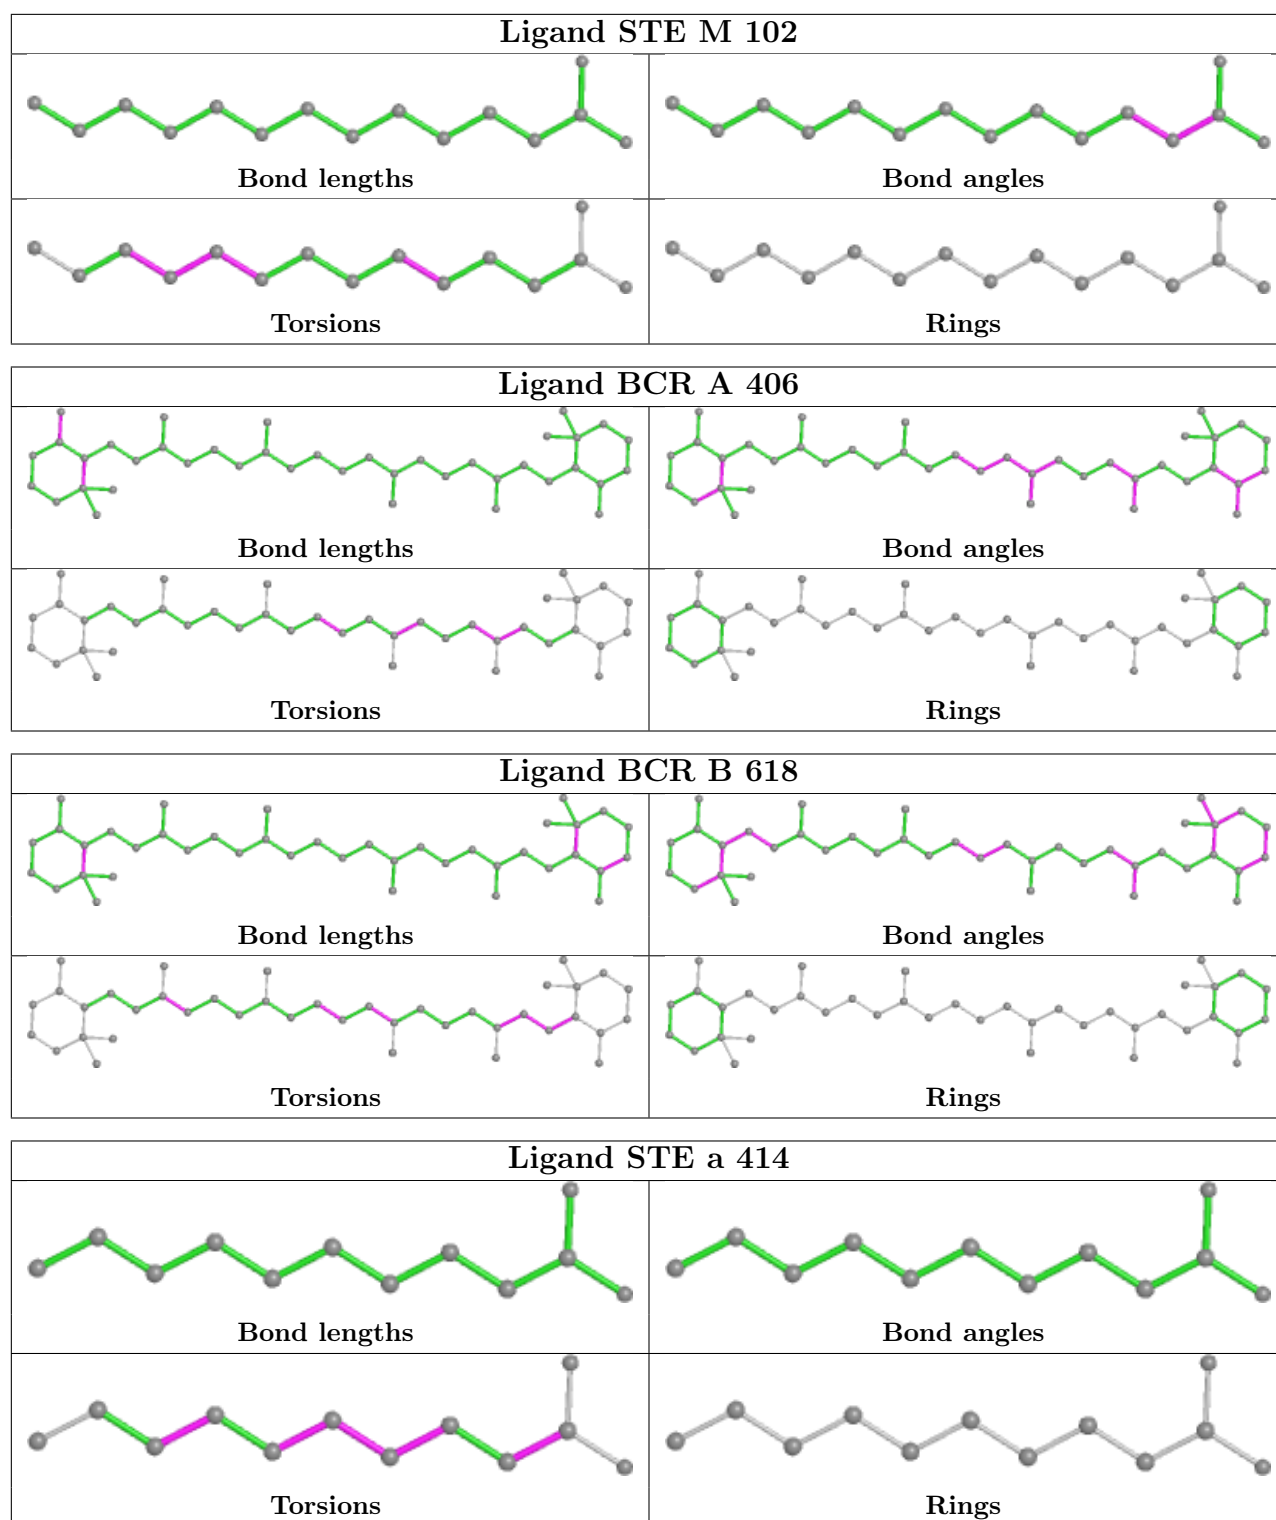 Ligand STE M 102
Bond lengths
Bond angles
Torsions
Rings
Ligand BCR A 406
Bond lengths
Bond angles
Torsions
Rings
Ligand BCR B 618
Bond lengths
Bond angles
Torsions
Rings
Ligand STE a 414
Bond lengths
Bond angles
Torsions
Rings